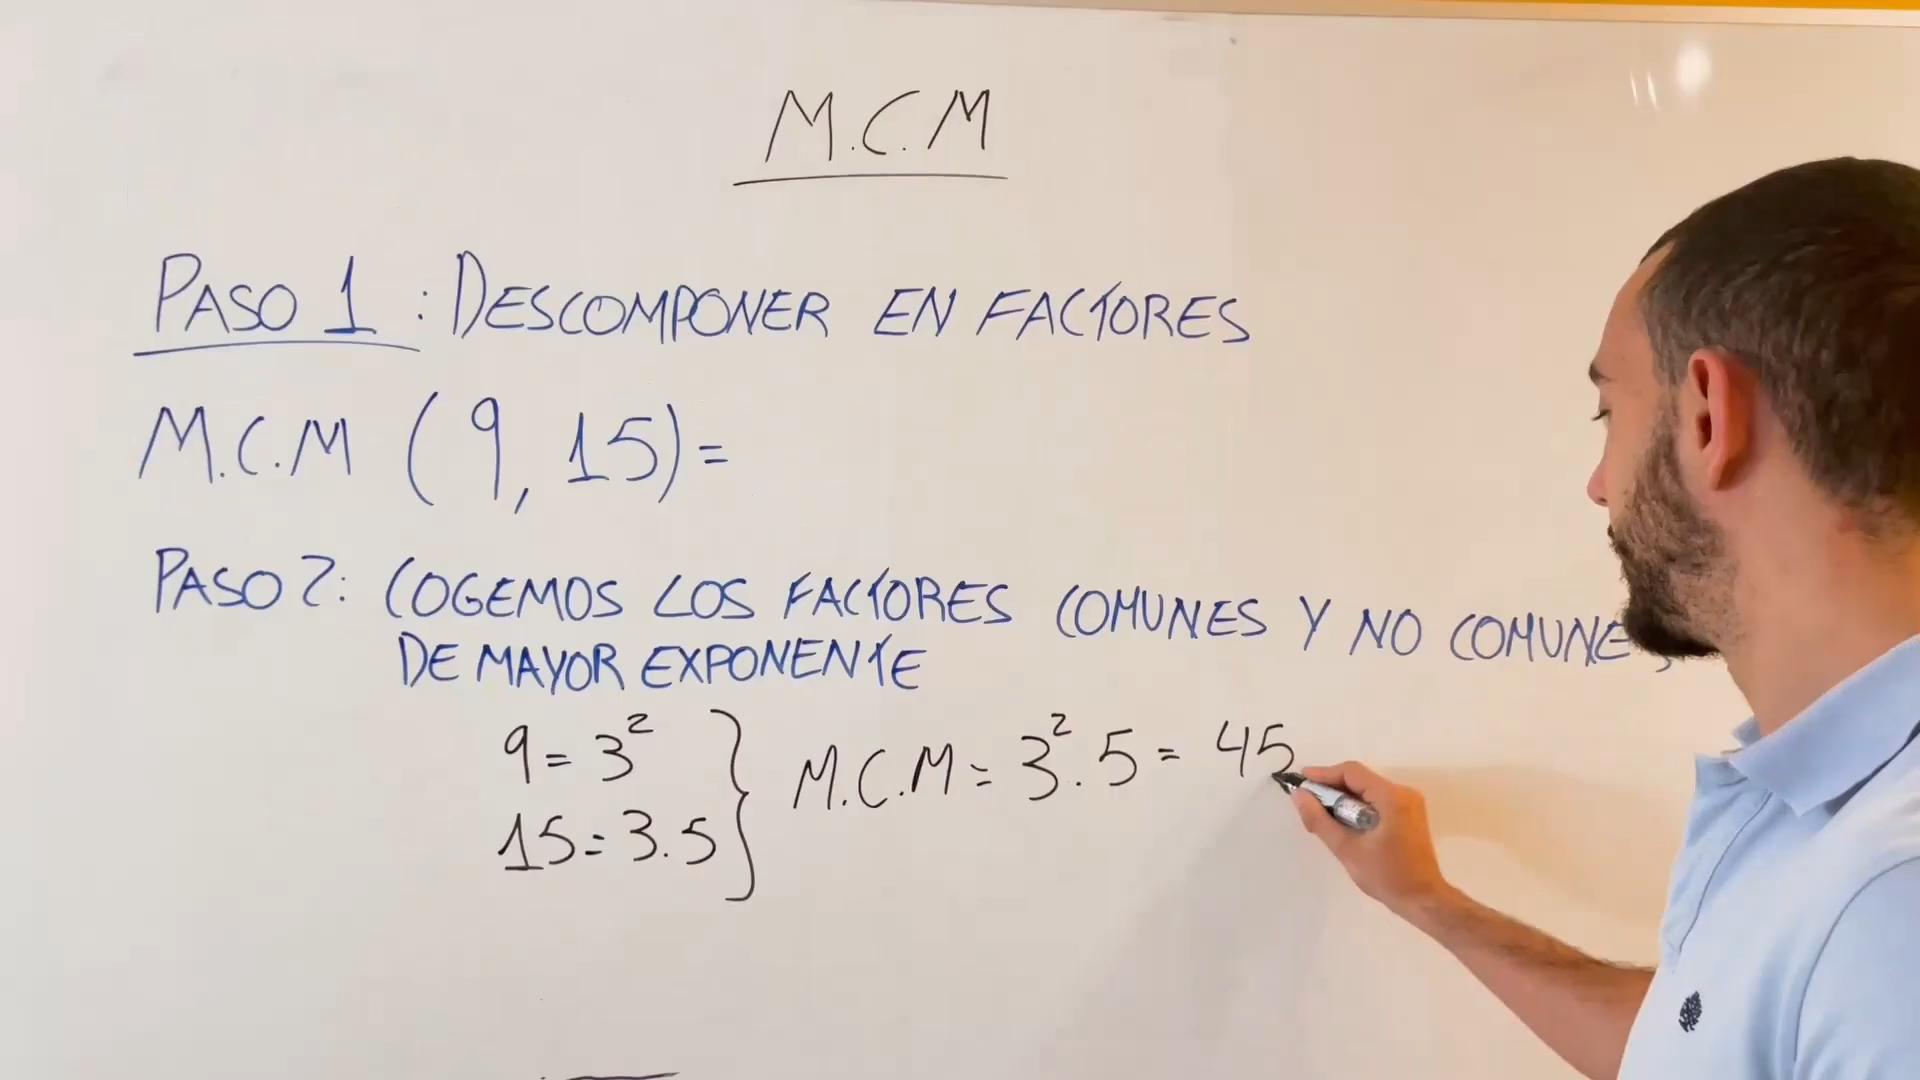 M.C.M
PASO 1: DESCOMPONER EN FACTORES
M.C.M (9, 15)=
PASO 2: COGEMOS LOS FACTORES COMUNES Y NO COMUNES,
DE MAYOR EXPONENTE
9=3² } M.C.M=3².5=45
15=3.5